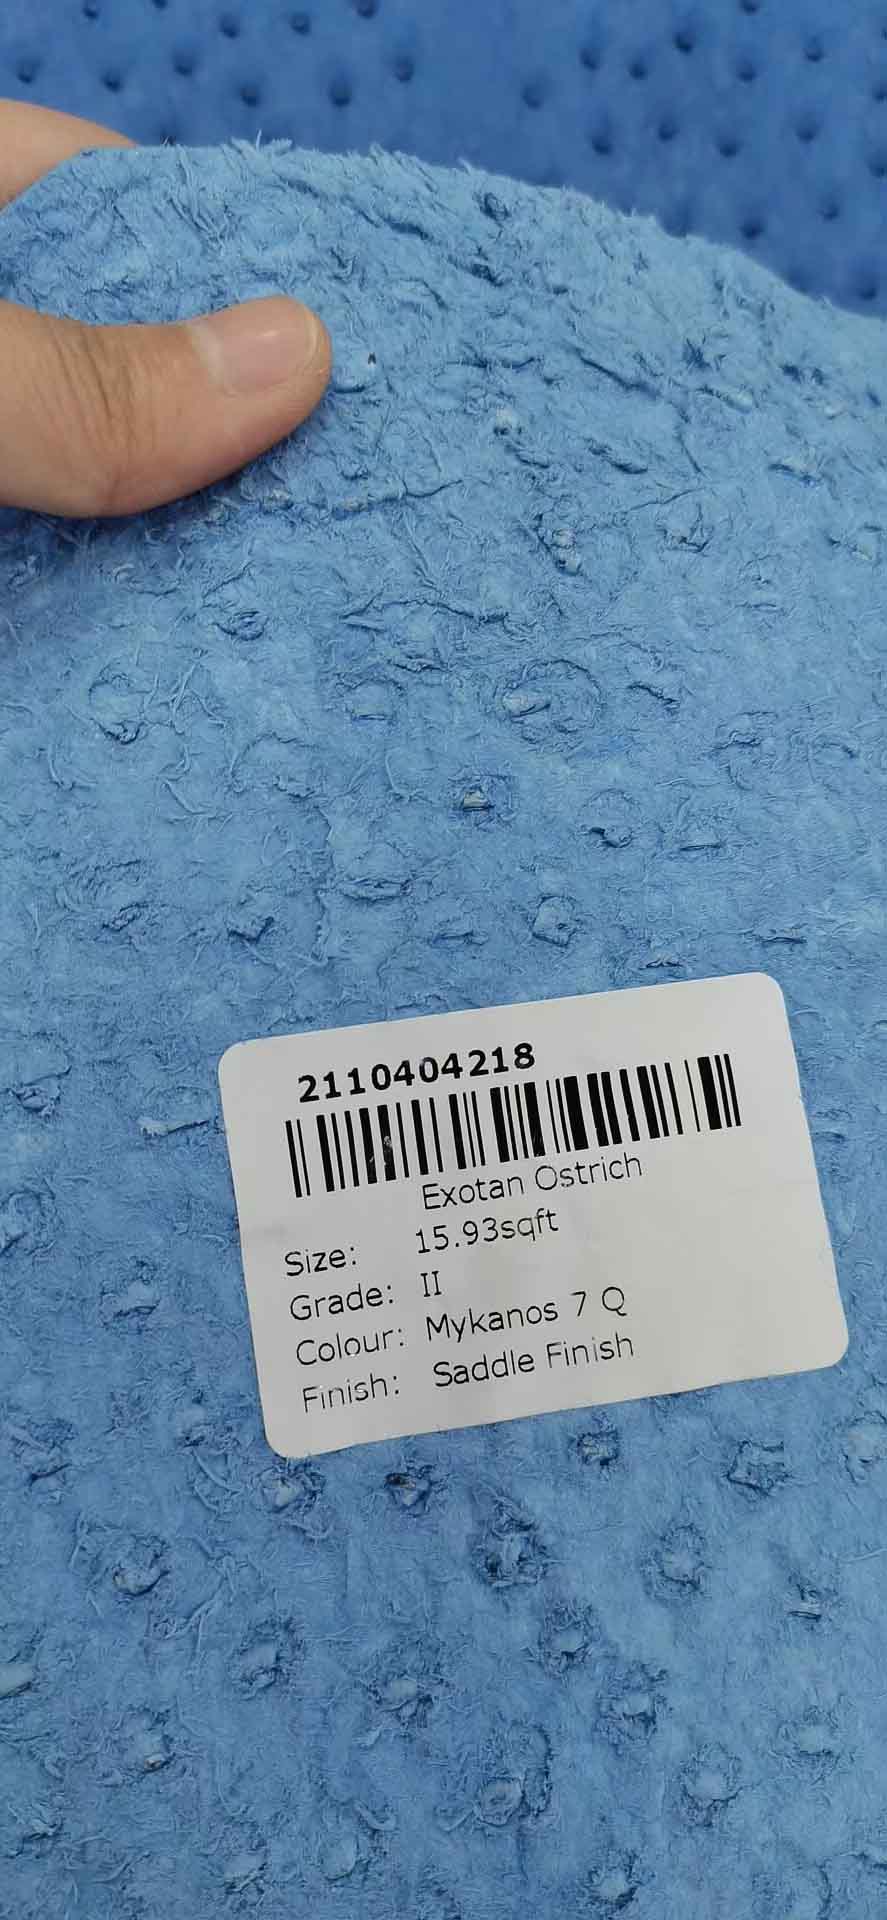 2110404218
Exotan Ostrich
Size: 15.93sqft
Grade: II
Colour: Mykanos 7 Q
Finish: Saddle Finish